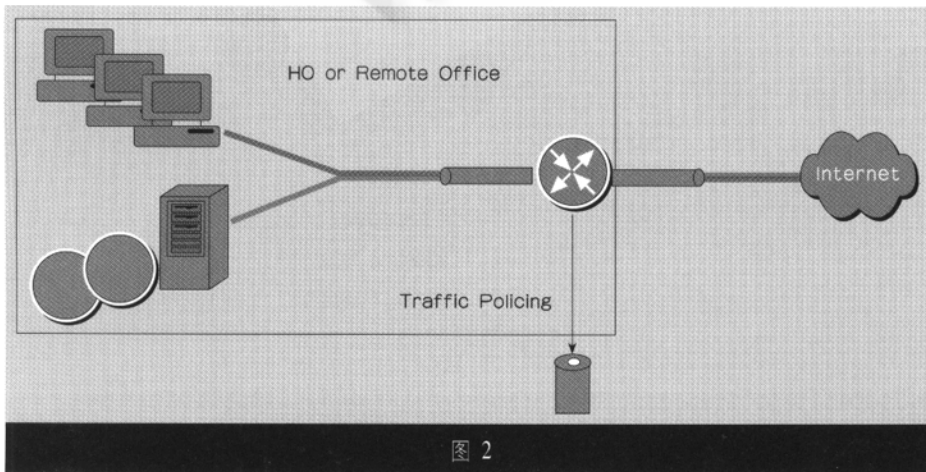 HO or Remote Office
Internet
Traffic Policing
图 2